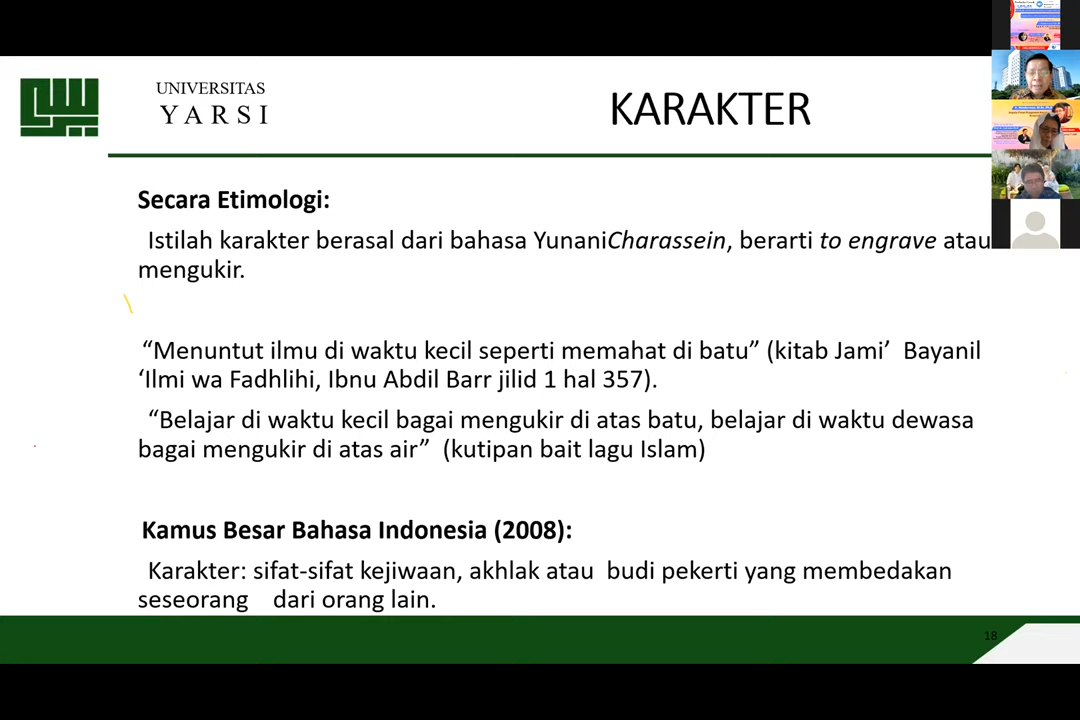 UNIVERSITAS
YARSI
KARAKTER
Secara Etimologi:
Istilah karakter berasal dari bahasa YunaniCharassein, berarti to engrave atau
mengukir.
“Menuntut ilmu di waktu kecil seperti memahat di batu” (kitab Jami’ Bayanil
‘Ilmi wa Fadhlihi, Ibnu Abdil Barr jilid 1 hal 357).
“Belajar di waktu kecil bagai mengukir di atas batu, belajar di waktu dewasa
bagai mengukir di atas air” (kutipan bait lagu Islam)
Kamus Besar Bahasa Indonesia (2008):
Karakter: sifat-sifat kejiwaan, akhlak atau budi pekerti yang membedakan
seseorang dari orang lain.
18